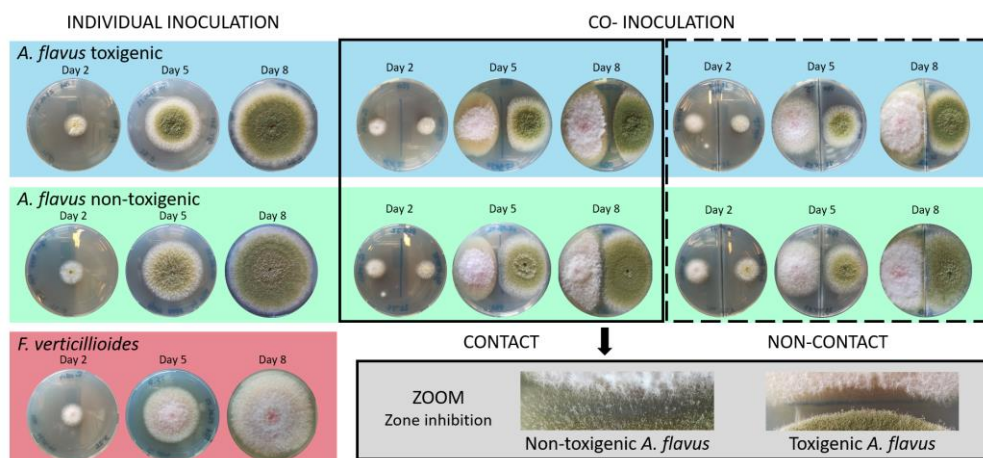 INDIVIDUAL INOCULATION
CO- INOCULATION
A. flavus toxigenic
Day 2 Day 5 Day 8
Day 2 Day 5 Day 8
Day 2 Day 5 Day 8
A. flavus non-toxigenic
Day 2 Day 5 Day 8
Day 2 Day 5 Day 8
Day 2 Day 5 Day 8
F. verticillioides
Day 2 Day 5 Day 8
CONTACT
NON-CONTACT
ZOOM
Zone inhibition
Non-toxigenic A. flavus
Toxigenic A. flavus